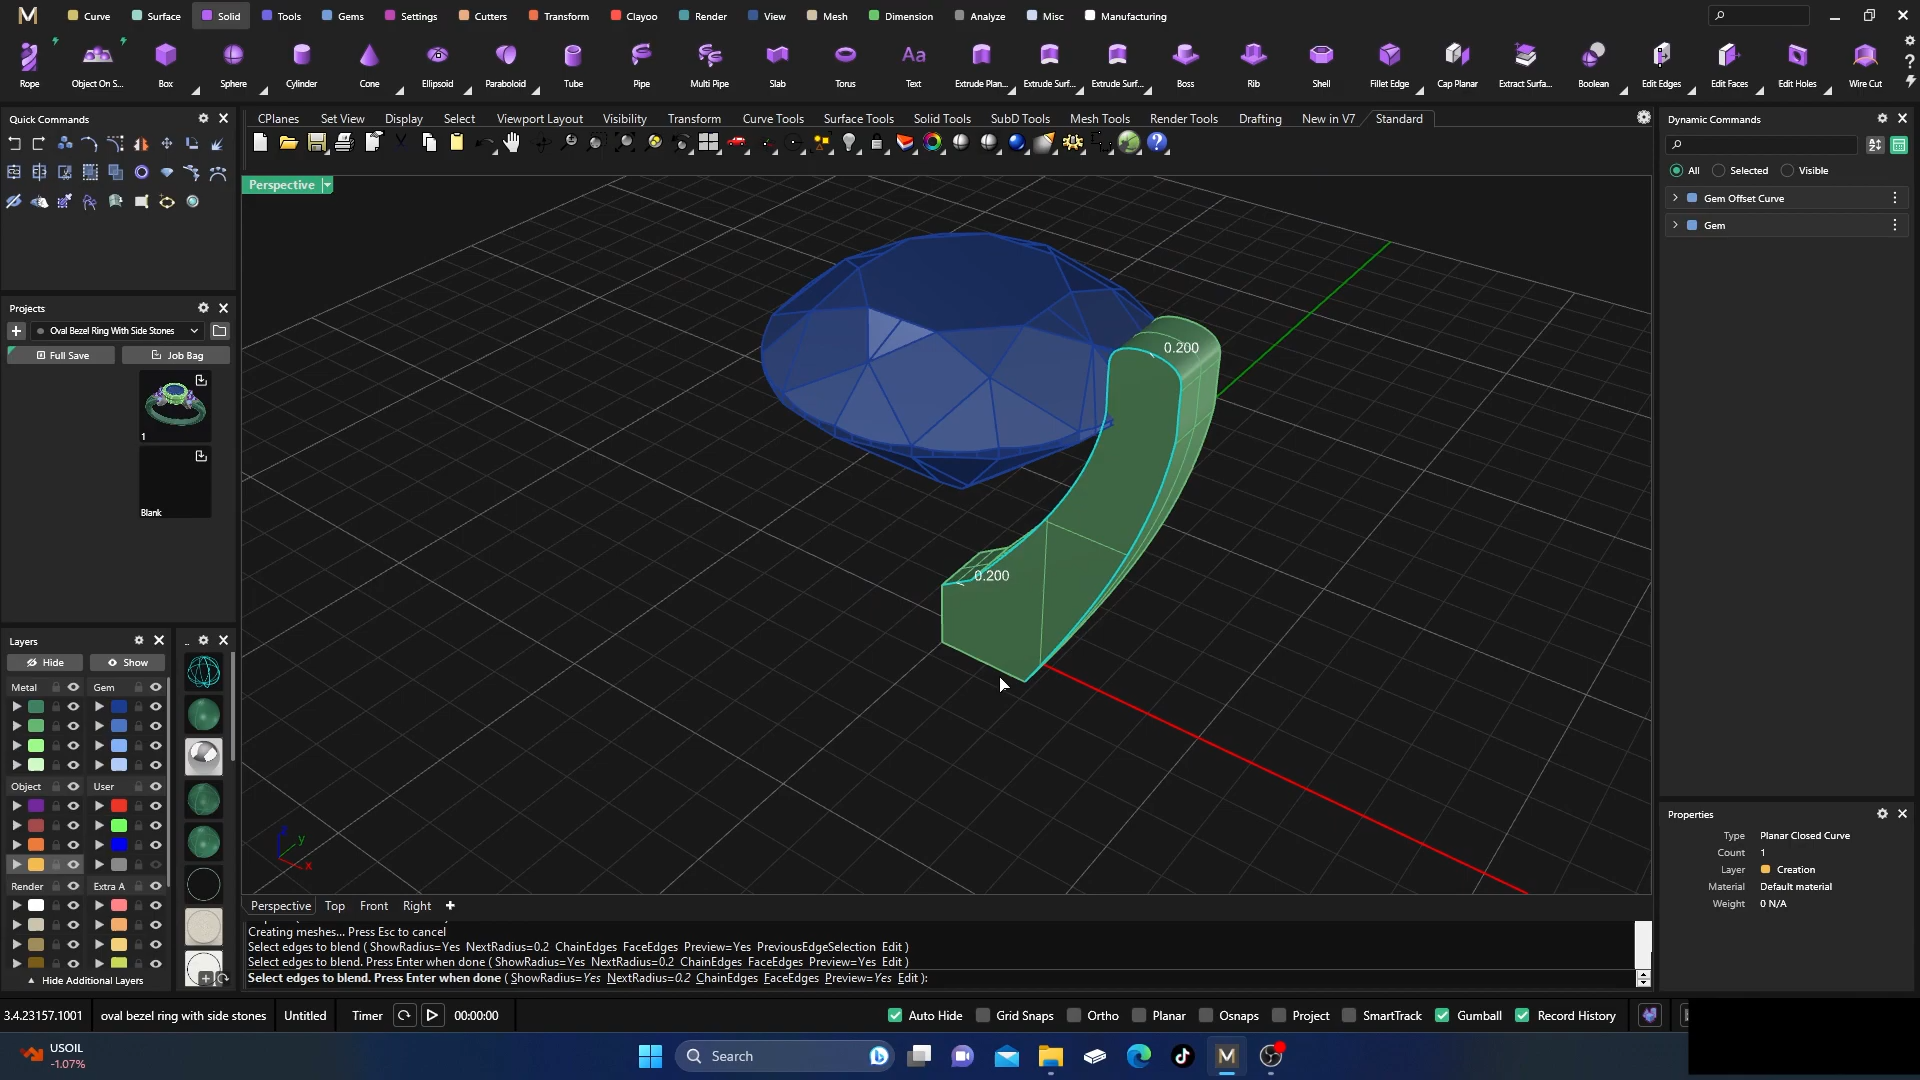 M Curve Surface Solid Tools Gems Settings Cutters Transform Clayoo Render View Mesh Dimension Analyze Misc Manufacturing
Rope Object On S... Box Sphere Cylinder Cone Ellipsoid Paraboloid Tube Pipe Multi Pipe Slab Torus Text Extrude Plan... Extrude Surf... Extrude Surf... Boss Rib Shell Fillet Edge Cap Planar Extract Surfa... Boolean Edit Edges Edit Faces Edit Holes Wire Cut
Quick Commands
CPlanes Set View Display Select Viewport Layout Visibility Transform Curve Tools Surface Tools Solid Tools SubD Tools Mesh Tools Render Tools Drafting New in V7 Standard
Dynamic Commands
All Selected Visible
Perspective
Gem Offset Curve
Gem
Projects
Oval Bezel Ring With Side Stones
Full Save Job Bag
1
Blank
0.200
0.200
z
y
x
Layers
Hide Show
Metal Gem
Object User
Render Extra A
Hide Additional Layers
Properties
Type Planar Closed Curve
Count 1
Layer Creation
Material Default material
Weight 0 N/A
Perspective Top Front Right
Creating meshes... Press Esc to cancel
Select edges to blend ( ShowRadius=Yes NextRadius=0.2 ChainEdges FaceEdges Preview=Yes PreviousEdgeSelection Edit )
Select edges to blend. Press Enter when done ( ShowRadius=Yes NextRadius=0.2 ChainEdges FaceEdges Preview=Yes Edit )
Select edges to blend. Press Enter when done ( ShowRadius=Yes NextRadius=0.2 ChainEdges FaceEdges Preview=Yes Edit ):
3.4.23157.1001 oval bezel ring with side stones Untitled Timer 00:00:00 Auto Hide Grid Snaps Ortho Planar Osnaps Project SmartTrack Gumball Record History
USOIL
-1.07%
Search